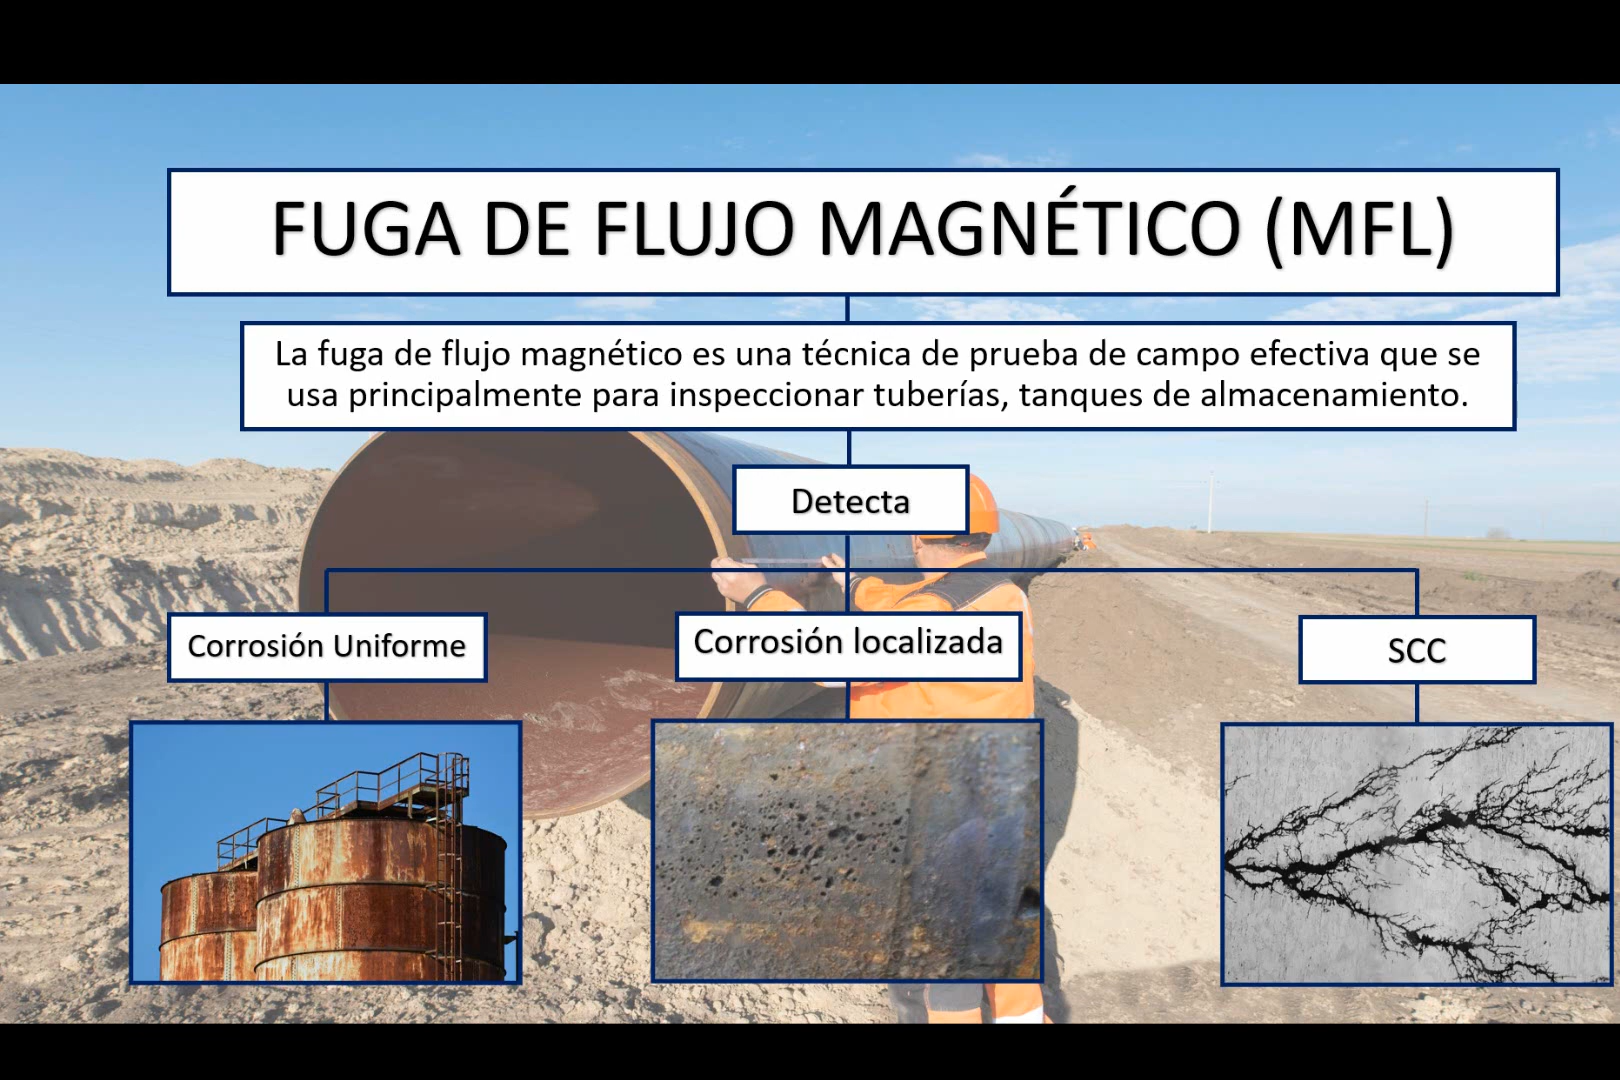 FUGA DE FLUJO MAGNÉTICO (MFL)
La fuga de flujo magnético es una técnica de prueba de campo efectiva que se
usa principalmente para inspeccionar tuberías, tanques de almacenamiento.
Detecta
Corrosión Uniforme
Corrosión localizada
SCC